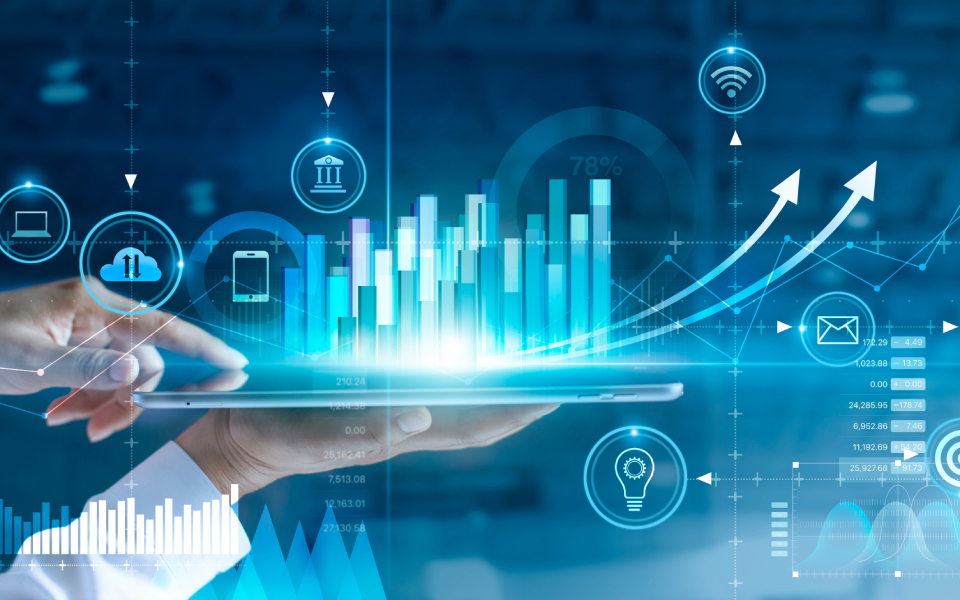 78%
172.29 − 4.49
1,023.88 − 13.73
0.00 + 0.00
24,285.95 −178.74
6,952.86 − 7.46
11,192.69 +54.20
25,927.68 +91.73
210.24
1,214.38
0.00
25,162.41
7,513.08
12,163.01
27,130.58